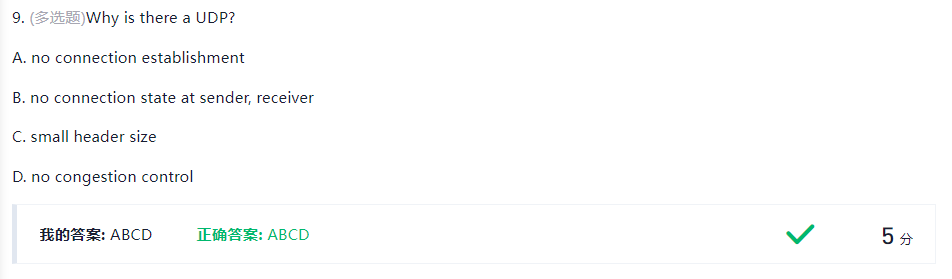 9. (多选题)Why is there a UDP?
A. no connection establishment
B. no connection state at sender, receiver
C. small header size
D. no congestion control
我的答案: ABCD 正确答案: ABCD 5 分